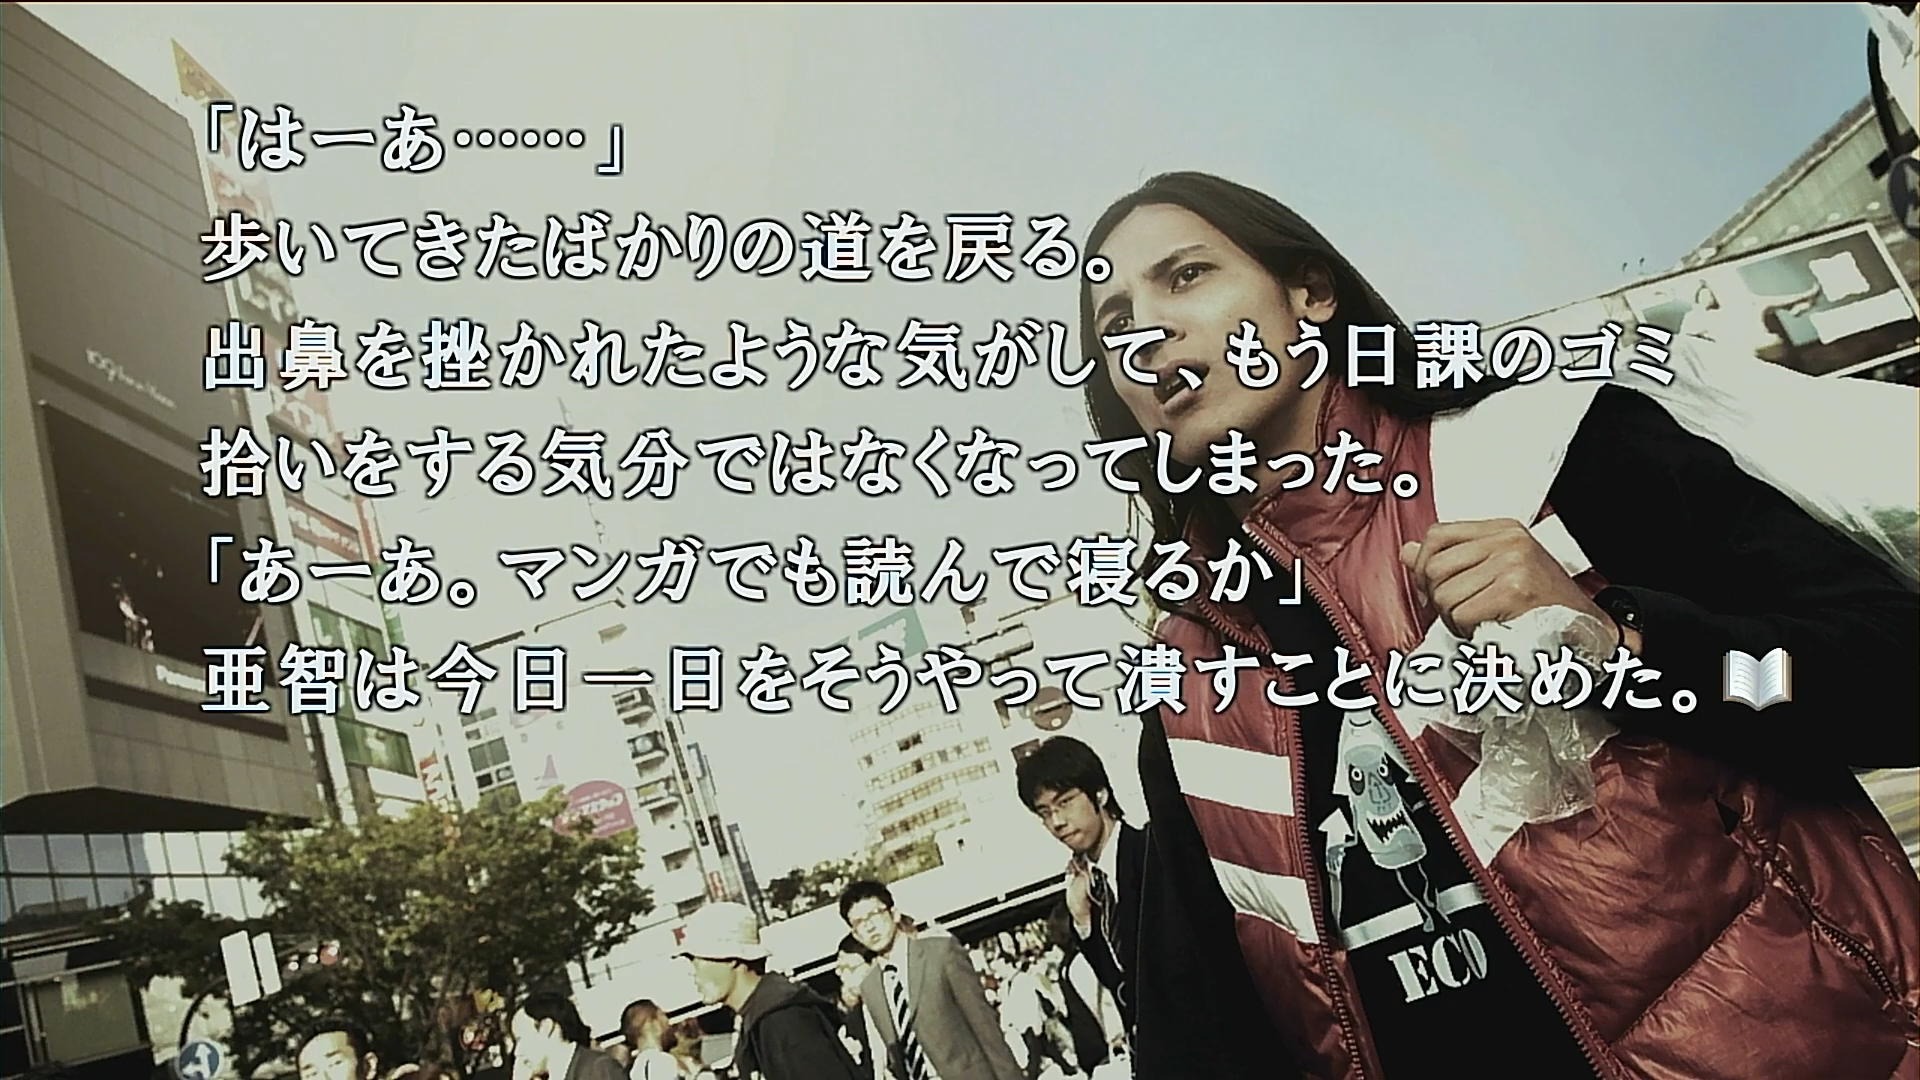 「はーあ……」
歩いてきたばかりの道を戻る。
出鼻を挫かれたような気がして、もう日課のゴミ
拾いをする気分ではなくなってしまった。
「あーあ。マンガでも読んで寝るか」
亜智は今日一日をそうやって潰すことに決めた。
ECO